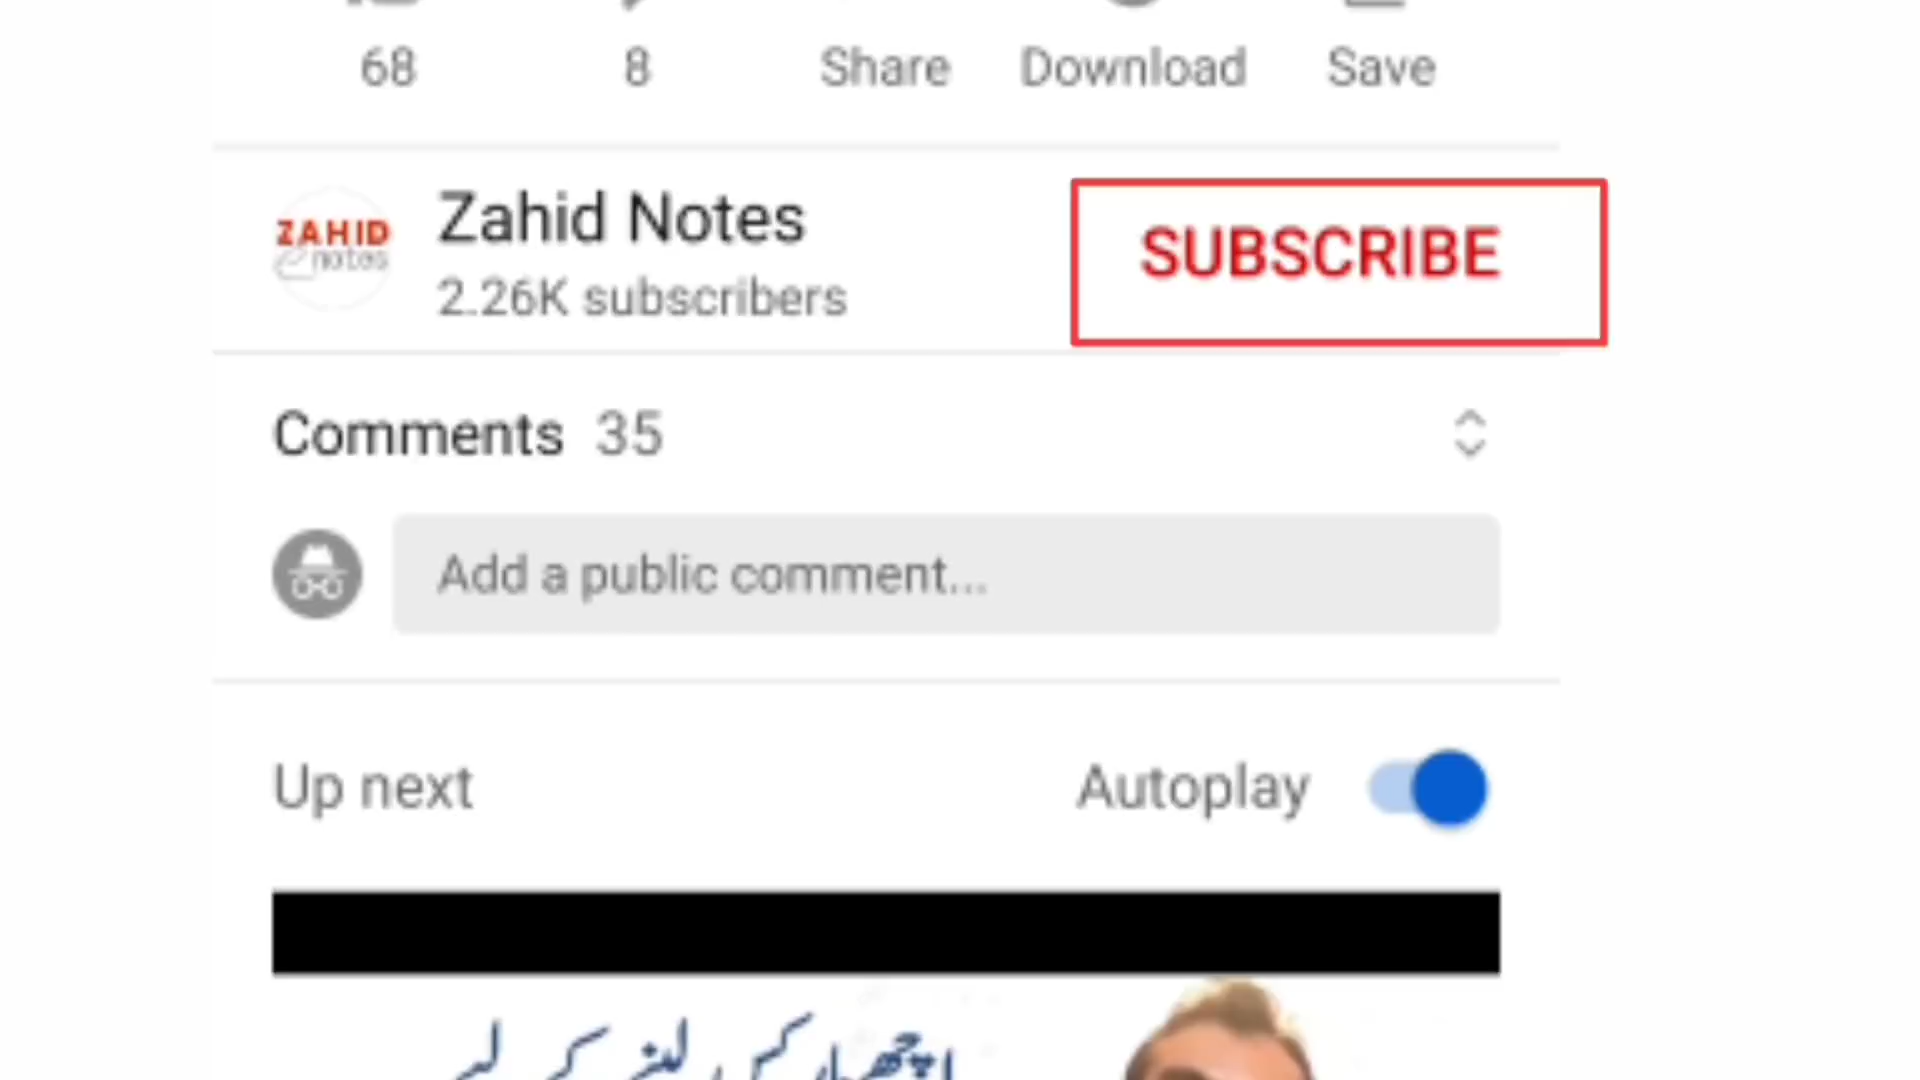 68 8 Share Download Save
ZAHID
notes
Zahid Notes
2.26K subscribers
SUBSCRIBE
Comments 35
Add a public comment...
Up next Autoplay